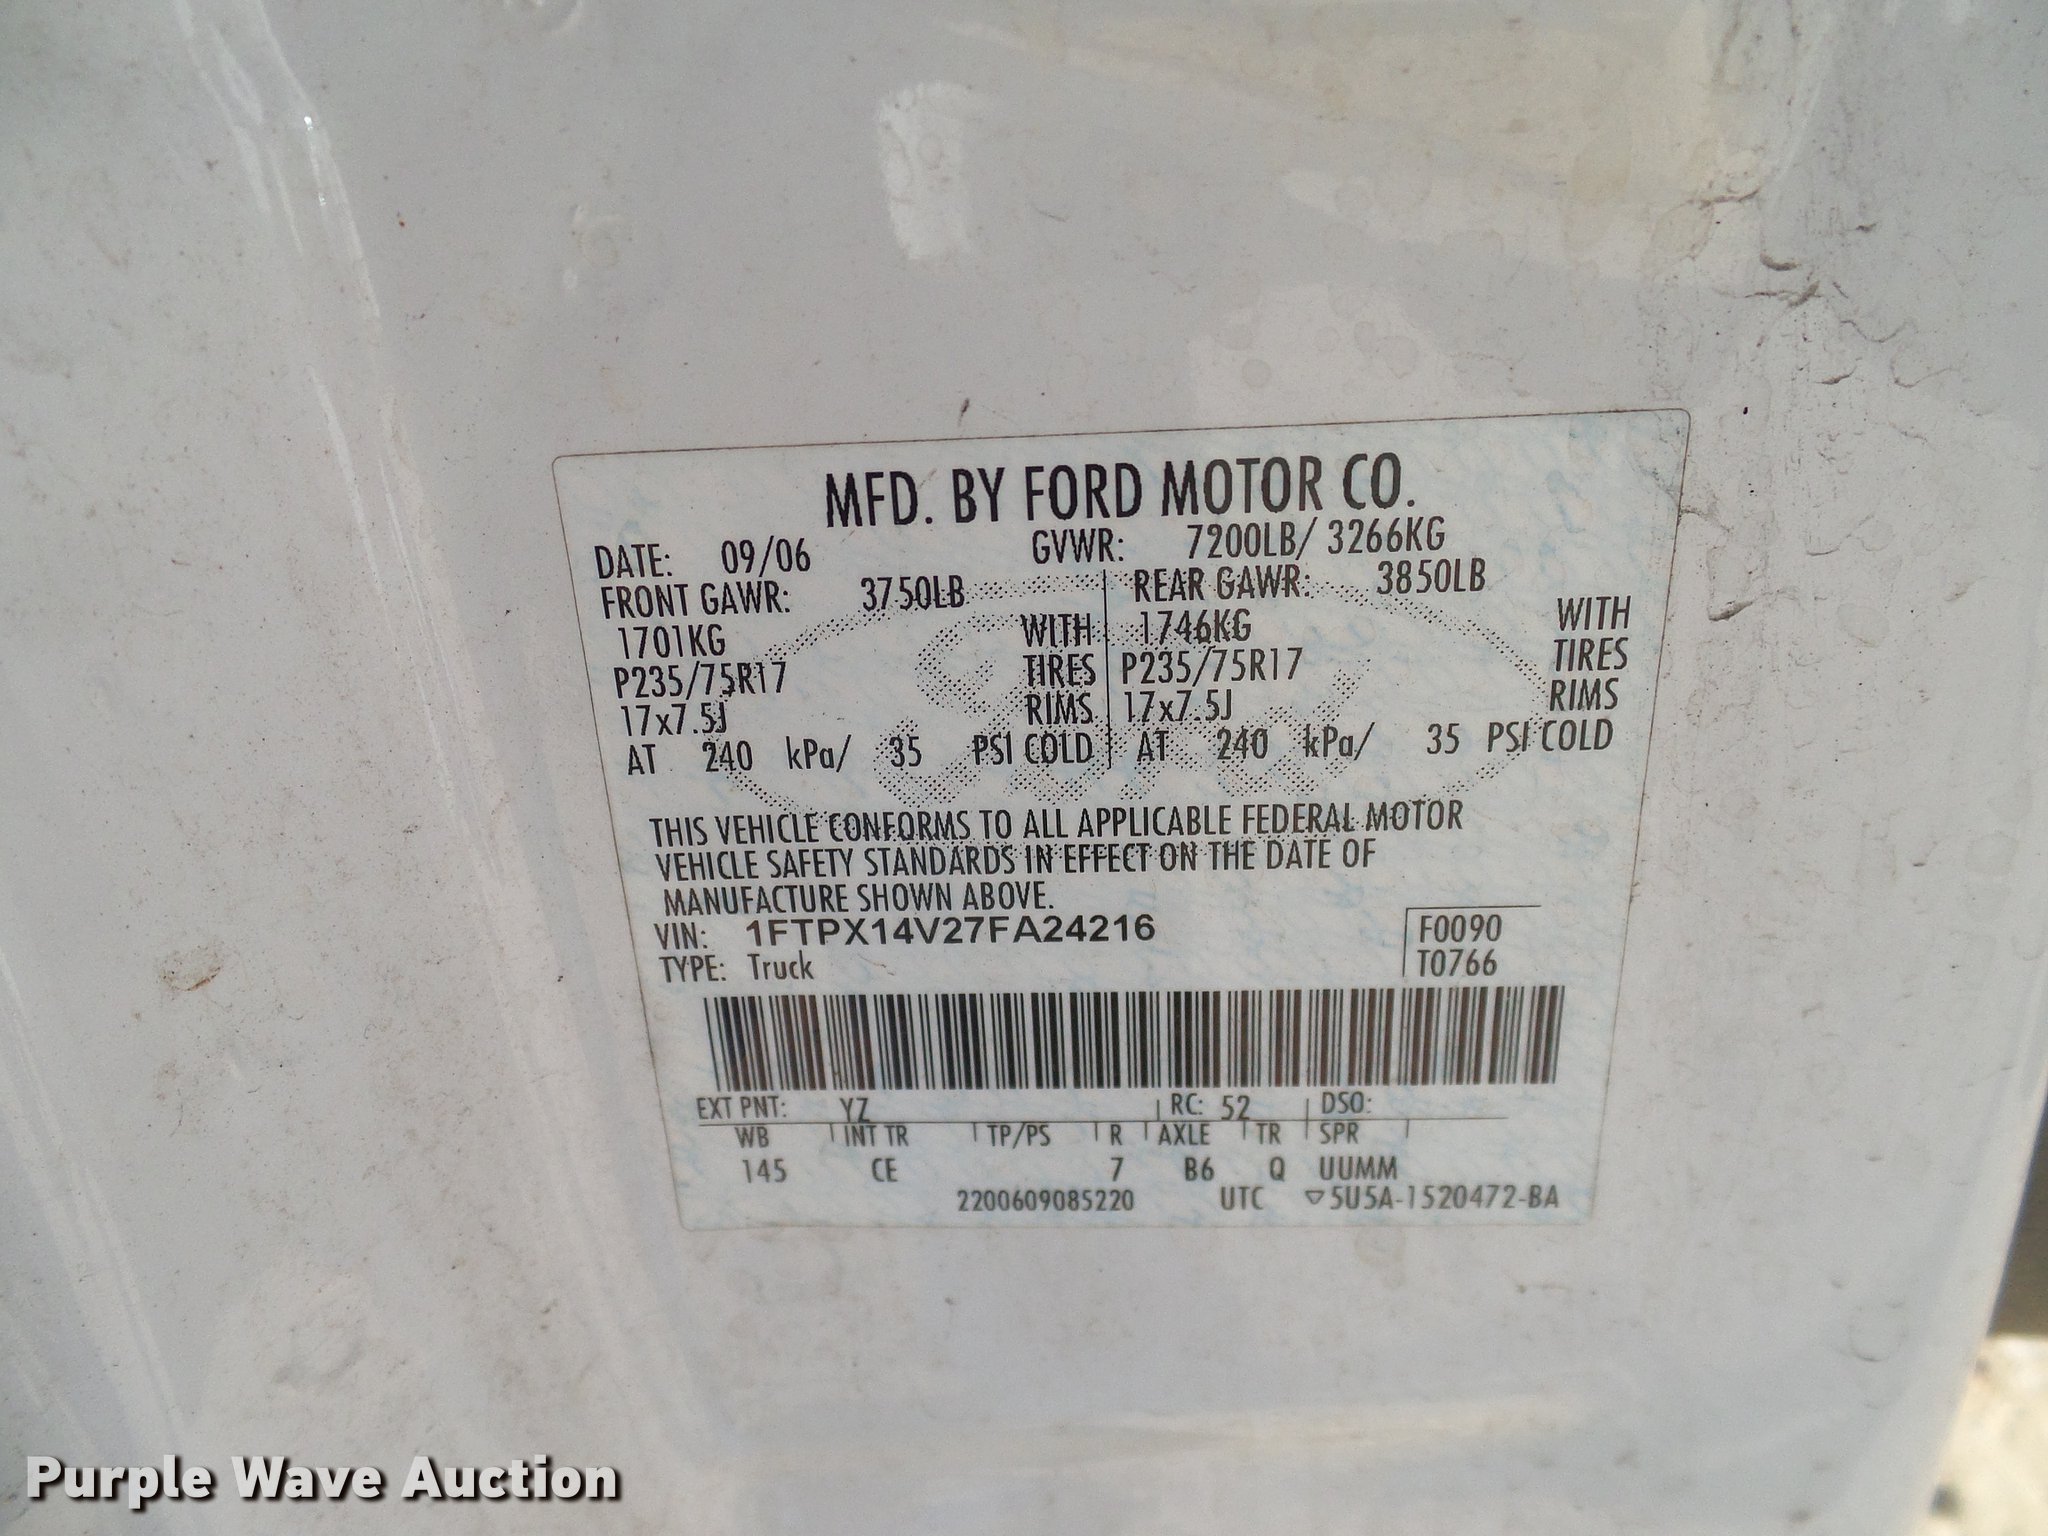 MFD. BY FORD MOTOR CO.
DATE: 09/06 GVWR: 7200LB/ 3266KG
FRONT GAWR: 3750LB REAR GAWR: 3850LB
1701KG WITH 1746KG WITH
P235/75R17 TIRES P235/75R17 TIRES
17x7.5J RIMS 17x7.5J RIMS
AT 240 kPa/ 35 PSI COLD AT 240 kPa/ 35 PSI COLD
Ford
THIS VEHICLE CONFORMS TO ALL APPLICABLE FEDERAL MOTOR
VEHICLE SAFETY STANDARDS IN EFFECT ON THE DATE OF
MANUFACTURE SHOWN ABOVE.
VIN: 1FTPX14V27FA24216 F0090
TYPE: Truck T0766
EXT PNT: YZ RC: 52 DSO:
WB INT TR TP/PS R AXLE TR SPR
145 CE 7 B6 Q UUMM
2200609085220 UTC ▽5U5A-1520472-BA
Purple Wave Auction